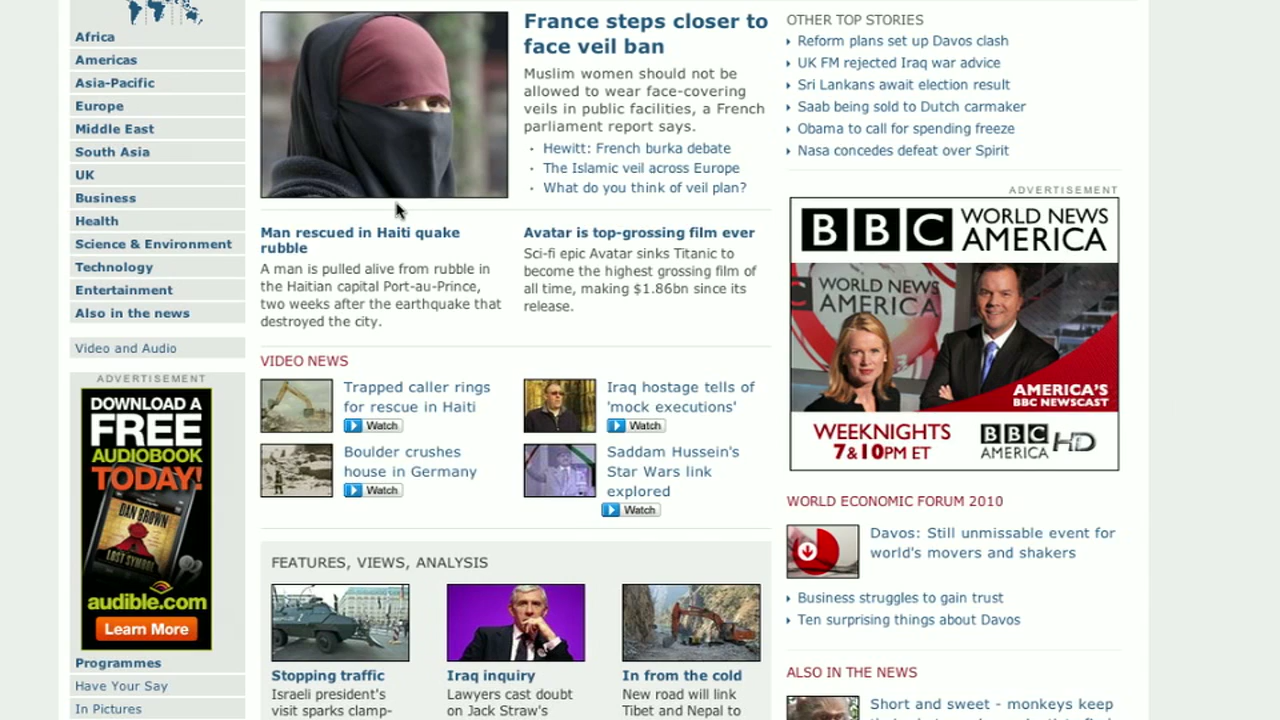 Africa
Americas
Asia-Pacific
Europe
Middle East
South Asia
UK
Business
Health
Science & Environment
Technology
Entertainment
Also in the news
Video and Audio
ADVERTISEMENT
DOWNLOAD A
FREE
AUDIOBOOK
TODAY!
DAN BROWN
LOST SYMBOL
audible.com
Learn More
Programmes
Have Your Say
In Pictures
France steps closer to
face veil ban
Muslim women should not be
allowed to wear face-covering
veils in public facilities, a French
parliament report says.
Hewitt: French burka debate
The Islamic veil across Europe
What do you think of veil plan?
Man rescued in Haiti quake
rubble
A man is pulled alive from rubble in
the Haitian capital Port-au-Prince,
two weeks after the earthquake that
destroyed the city.
Avatar is top-grossing film ever
Sci-fi epic Avatar sinks Titanic to
become the highest grossing film of
all time, making $1.86bn since its
release.
VIDEO NEWS
Trapped caller rings
for rescue in Haiti
Watch
Iraq hostage tells of
'mock executions'
Watch
Boulder crushes
house in Germany
Watch
Saddam Hussein's
Star Wars link
explored
Watch
FEATURES, VIEWS, ANALYSIS
Stopping traffic
Israeli president's
visit sparks clamp-
Iraq inquiry
Lawyers cast doubt
on Jack Straw's
In from the cold
New road will link
Tibet and Nepal to
OTHER TOP STORIES
Reform plans set up Davos clash
UK FM rejected Iraq war advice
Sri Lankans await election result
Saab being sold to Dutch carmaker
Obama to call for spending freeze
Nasa concedes defeat over Spirit
ADVERTISEMENT
BBC WORLD NEWS
AMERICA
WORLD NEWS
AMERICA
AMERICA'S
BBC NEWSCAST
WEEKNIGHTS
7&10PM ET
BBC
AMERICA
HD
WORLD ECONOMIC FORUM 2010
Davos: Still unmissable event for
world's movers and shakers
Business struggles to gain trust
Ten surprising things about Davos
ALSO IN THE NEWS
Short and sweet - monkeys keep